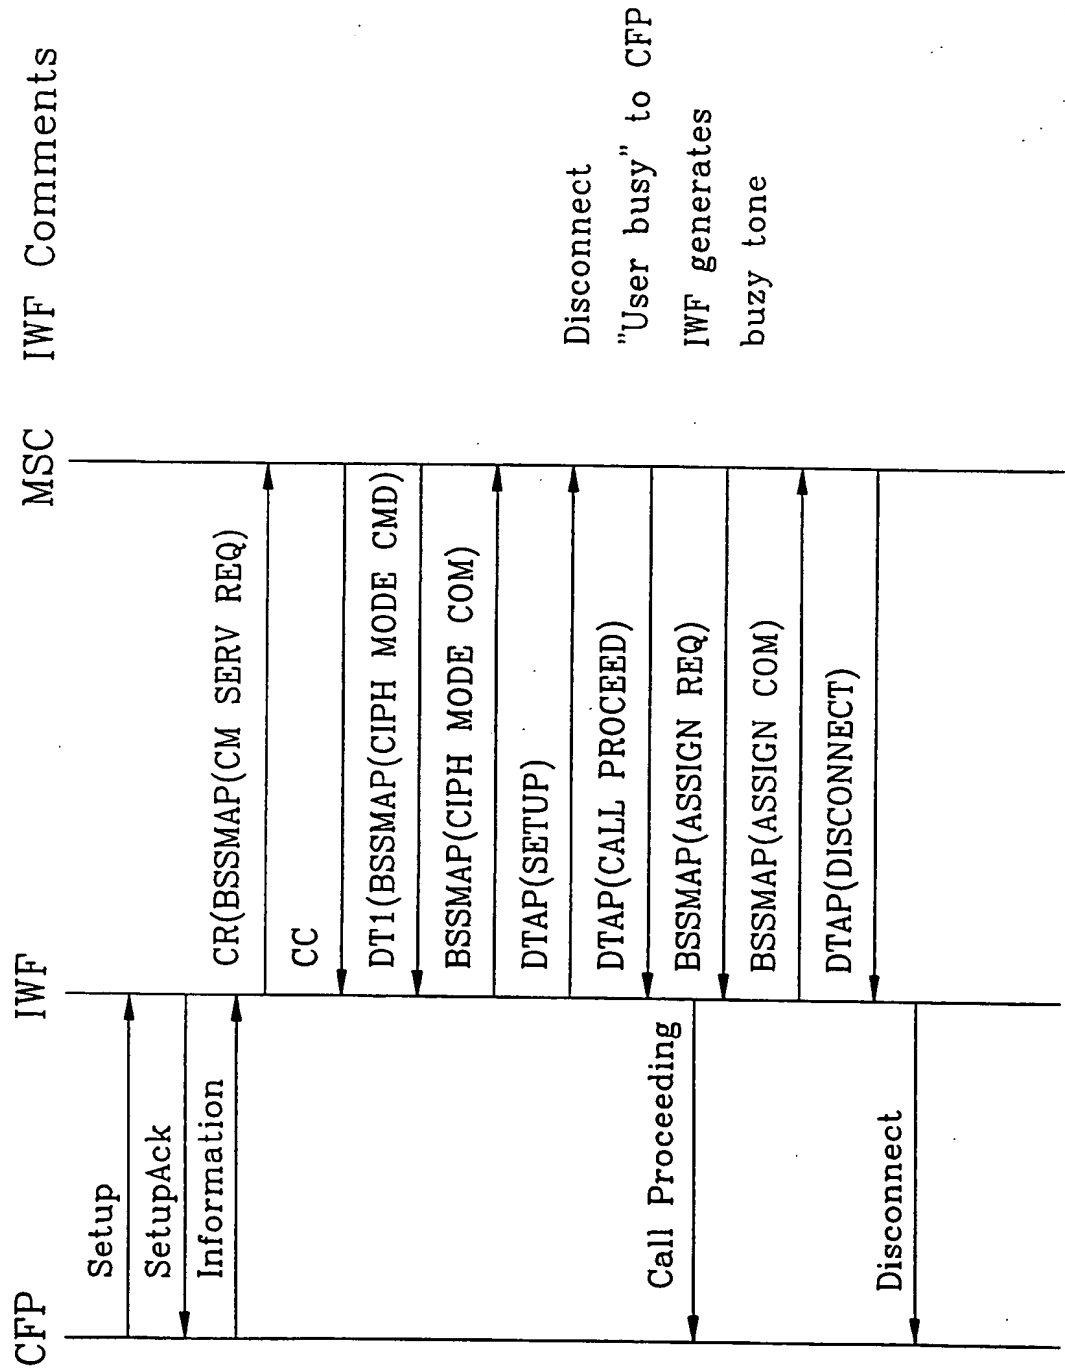 CFP
IWF
MSC
IWF Comments
Setup
SetupAck
Information
CR(BSSMAP(CM SERV REQ)
CC
DT1(BSSMAP(CIPH MODE CMD)
BSSMAP(CIPH MODE COM)
DTAP(SETUP)
DTAP(CALL PROCEED)
BSSMAP(ASSIGN REQ)
Call Proceeding
BSSMAP(ASSIGN COM)
DTAP(DISCONNECT)
Disconnect
Disconnect
"User busy" to CFP
IWF generates
buzy tone